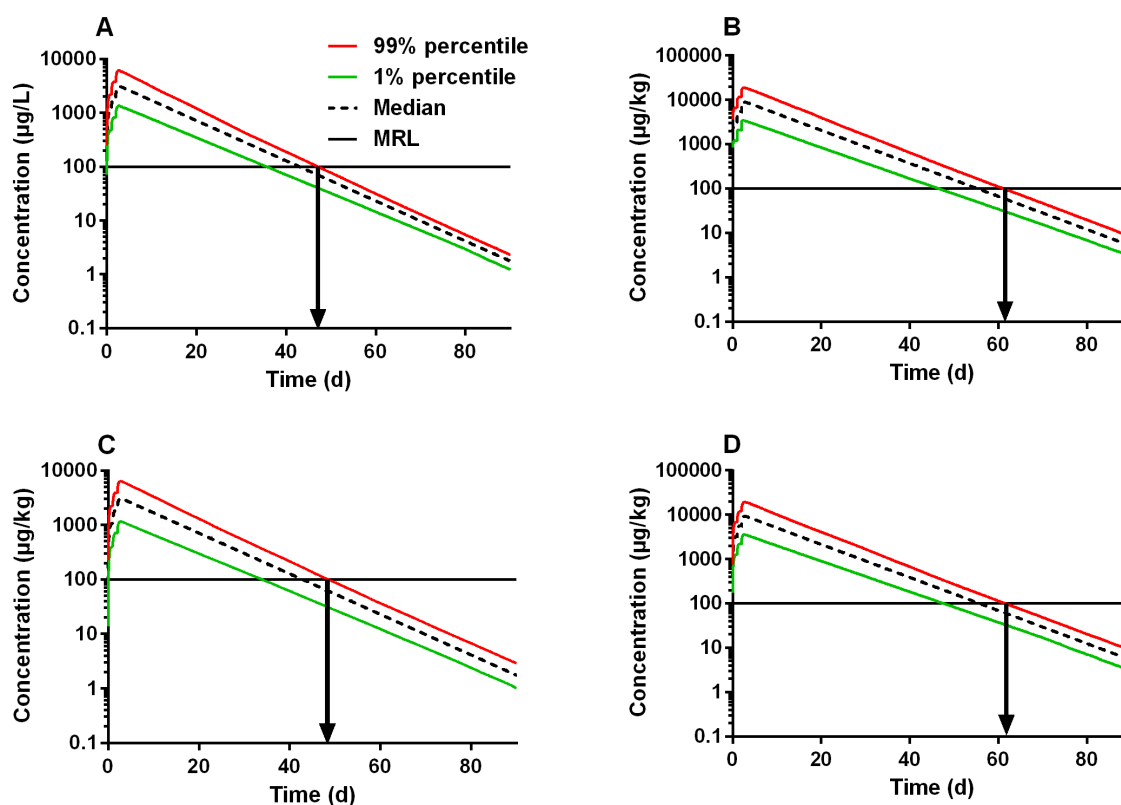 A
99% percentile
1% percentile
Median
MRL
Concentration (µg/L)
10000
1000
100
10
1
0.1
0 20 40 60 80
Time (d)
B
Concentration (µg/kg)
100000
10000
1000
100
10
1
0.1
0 20 40 60 80
Time (d)
C
Concentration (µg/kg)
10000
1000
100
10
1
0.1
0 20 40 60 80
Time (d)
D
Concentration (µg/kg)
100000
10000
1000
100
10
1
0.1
0 20 40 60 80
Time (d)